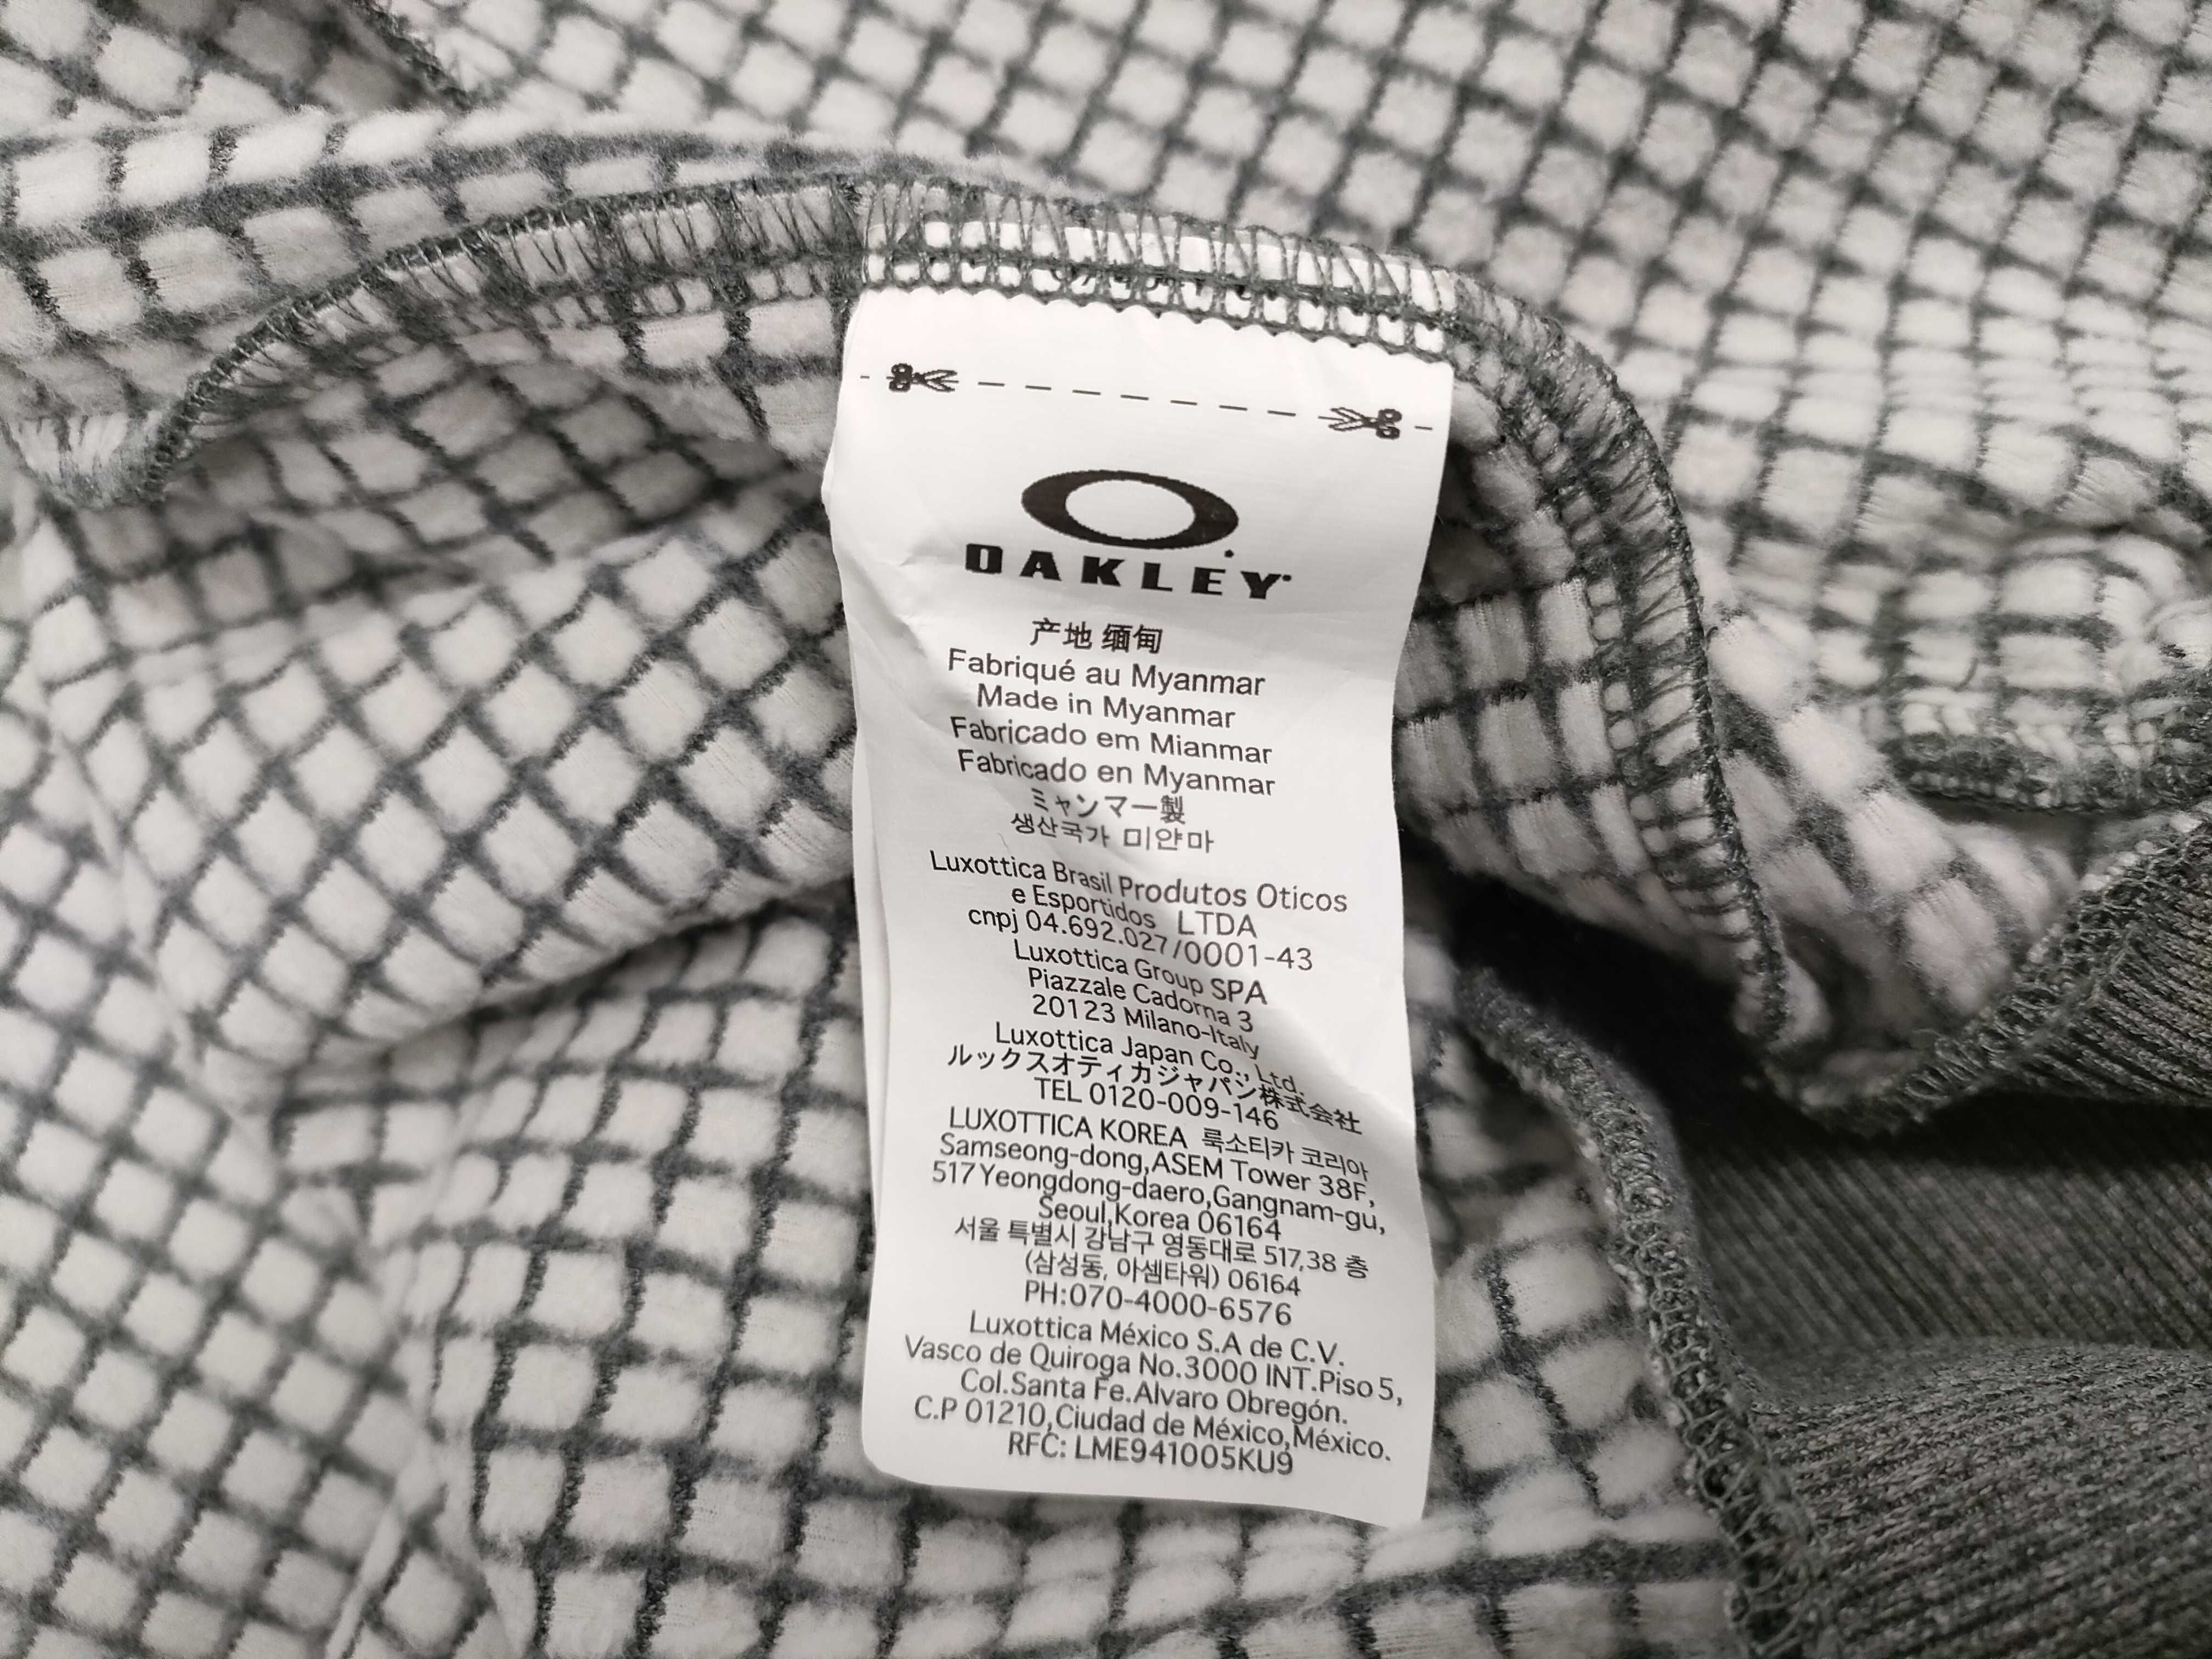 OAKLEY
产地 缅甸
Fabriqué au Myanmar
Made in Myanmar
Fabricado em Mianmar
Fabricado en Myanmar
ミャンマー製
생산국가 미얀마
Luxottica Brasil Produtos Oticos
e Esportidos LTDA
cnpj 04.692.027/0001-43
Luxottica Group SPA
Piazzale Cadorna 3
20123 Milano-Italy
Luxottica Japan Co., Ltd.
ルックスオティカジャパン株式会社
TEL 0120-009-146
LUXOTTICA KOREA 룩소티카 코리아
Samseong-dong,ASEM Tower 38F,
517 Yeongdong-daero,Gangnam-gu,
Seoul,Korea 06164
서울 특별시 강남구 영동대로 517,38 층
(삼성동, 아셈타워) 06164
PH:070-4000-6576
Luxottica México S.A de C.V.
Vasco de Quiroga No.3000 INT.Piso 5,
Col.Santa Fe.Alvaro Obregón.
C.P 01210,Ciudad de México,México.
RFC: LME941005KU9